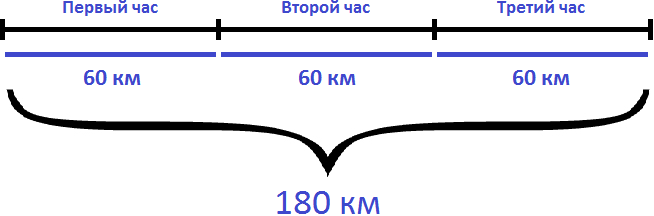 Первый час Второй час Третий час
60 км 60 км 60 км
180 км